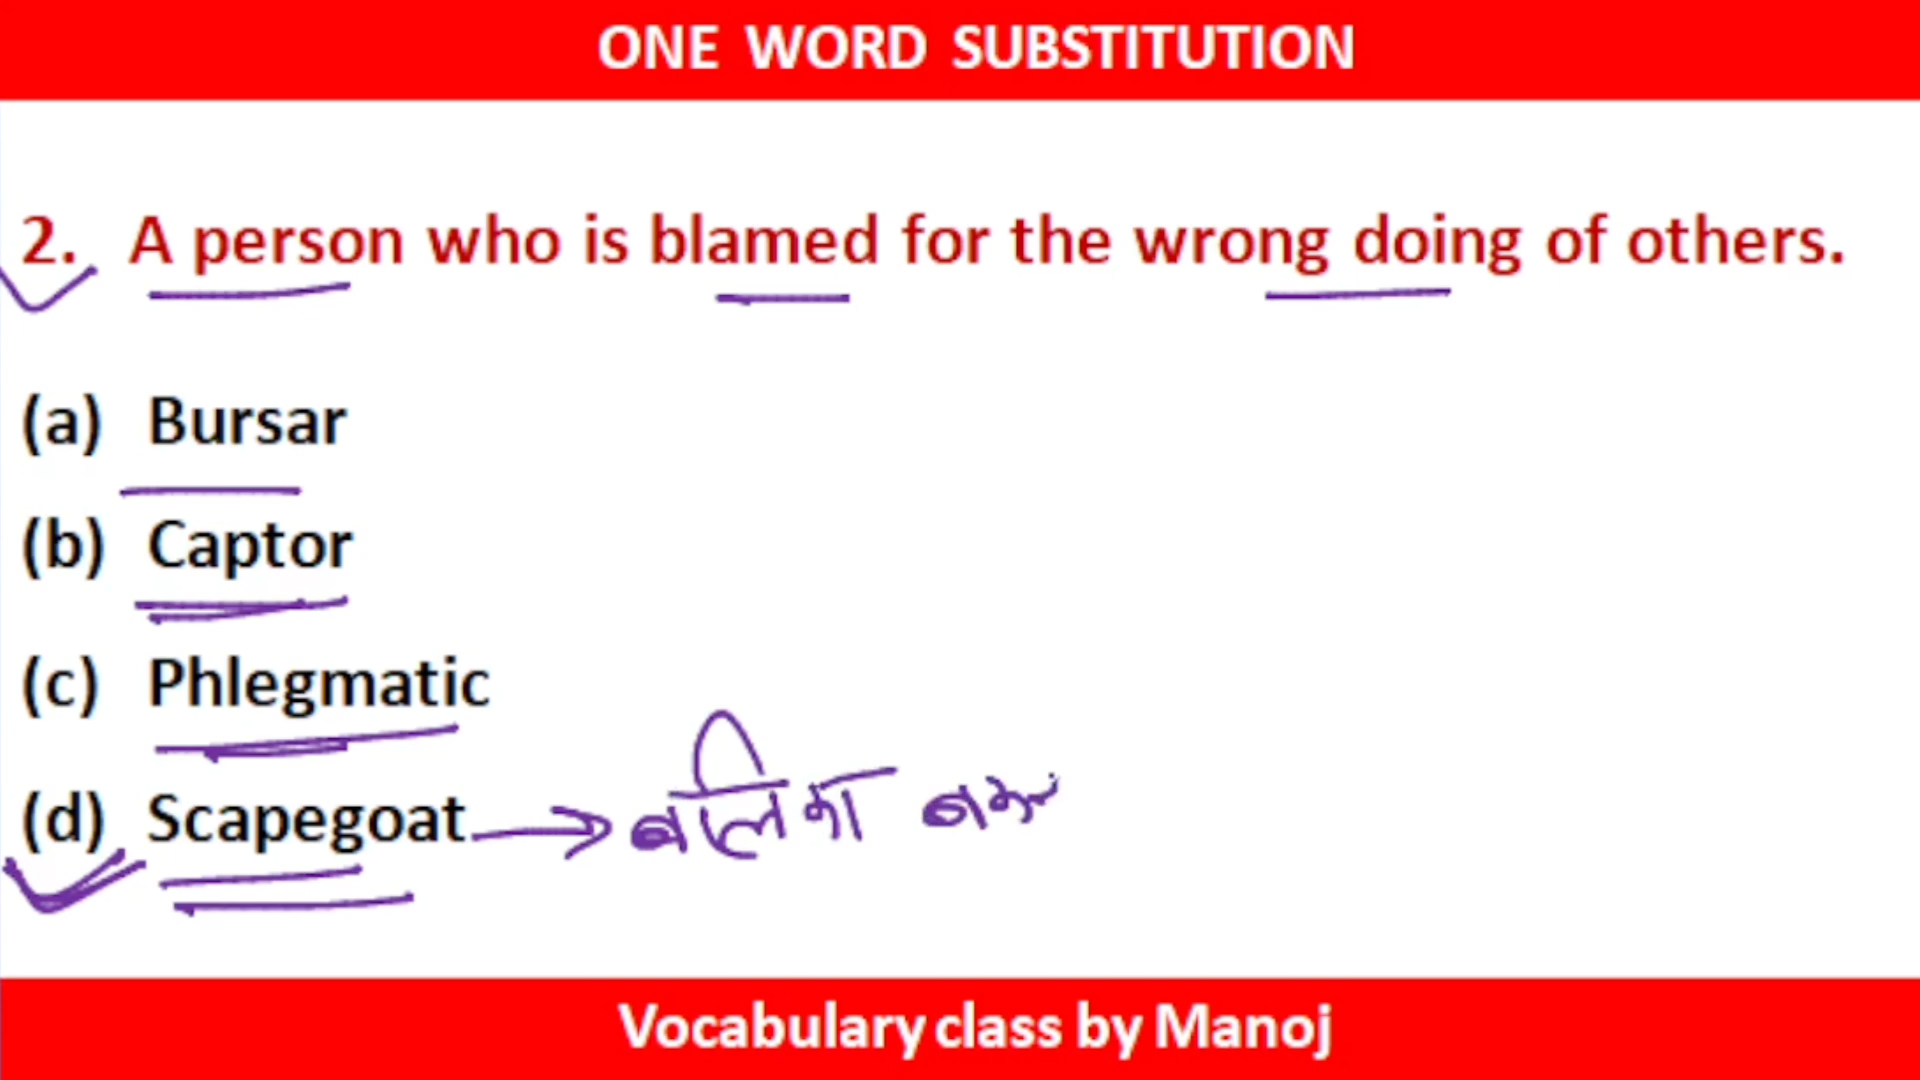 ONE WORD SUBSTITUTION
2. A person who is blamed for the wrong doing of others.
(a) Bursar
(b) Captor
(c) Phlegmatic
(d) Scapegoat → बलि का
Vocabulary class by Manoj